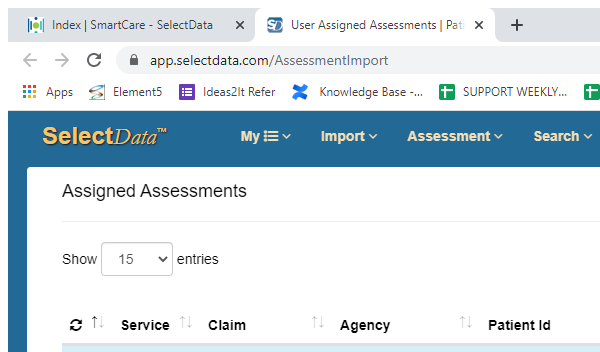 Index | SmartCare - SelectData
User Assigned Assessments | Pat
app.selectdata.com/AssessmentImport
Apps Element5 Ideas2It Refer Knowledge Base -... SUPPORT WEEKLY...
SelectData™ My Import Assessment Search
Assigned Assessments
Show 15 entries
Service Claim Agency Patient Id